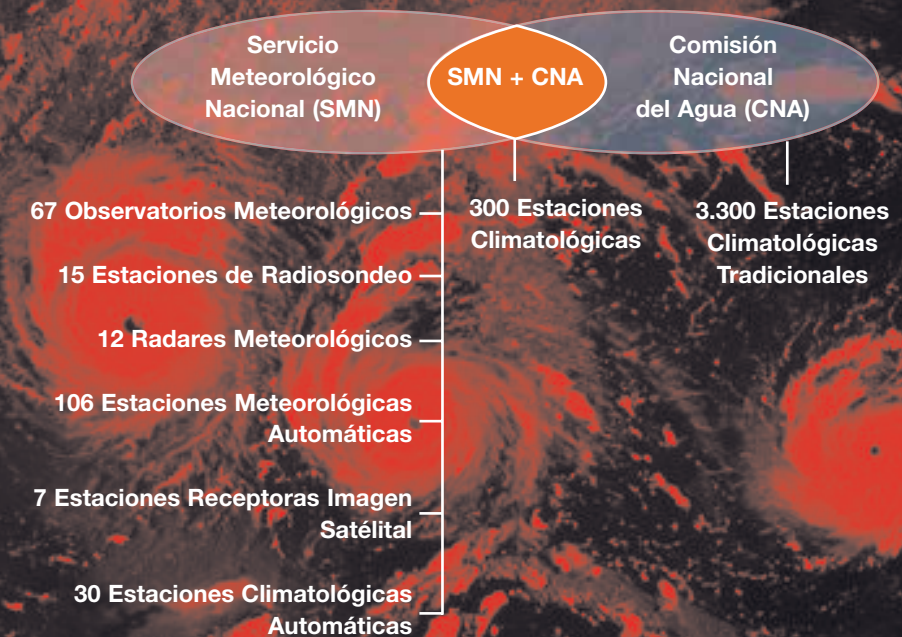 Servicio
Meteorológico
Nacional (SMN)
SMN + CNA
Comisión
Nacional
del Agua (CNA)
67 Observatorios Meteorológicos
15 Estaciones de Radiosondeo
12 Radares Meteorológicos
106 Estaciones Meteorológicas
Automáticas
7 Estaciones Receptoras Imagen
Satélital
30 Estaciones Climatológicas
Automáticas
300 Estaciones
Climatológicas
3.300 Estaciones
Climatológicas
Tradicionales